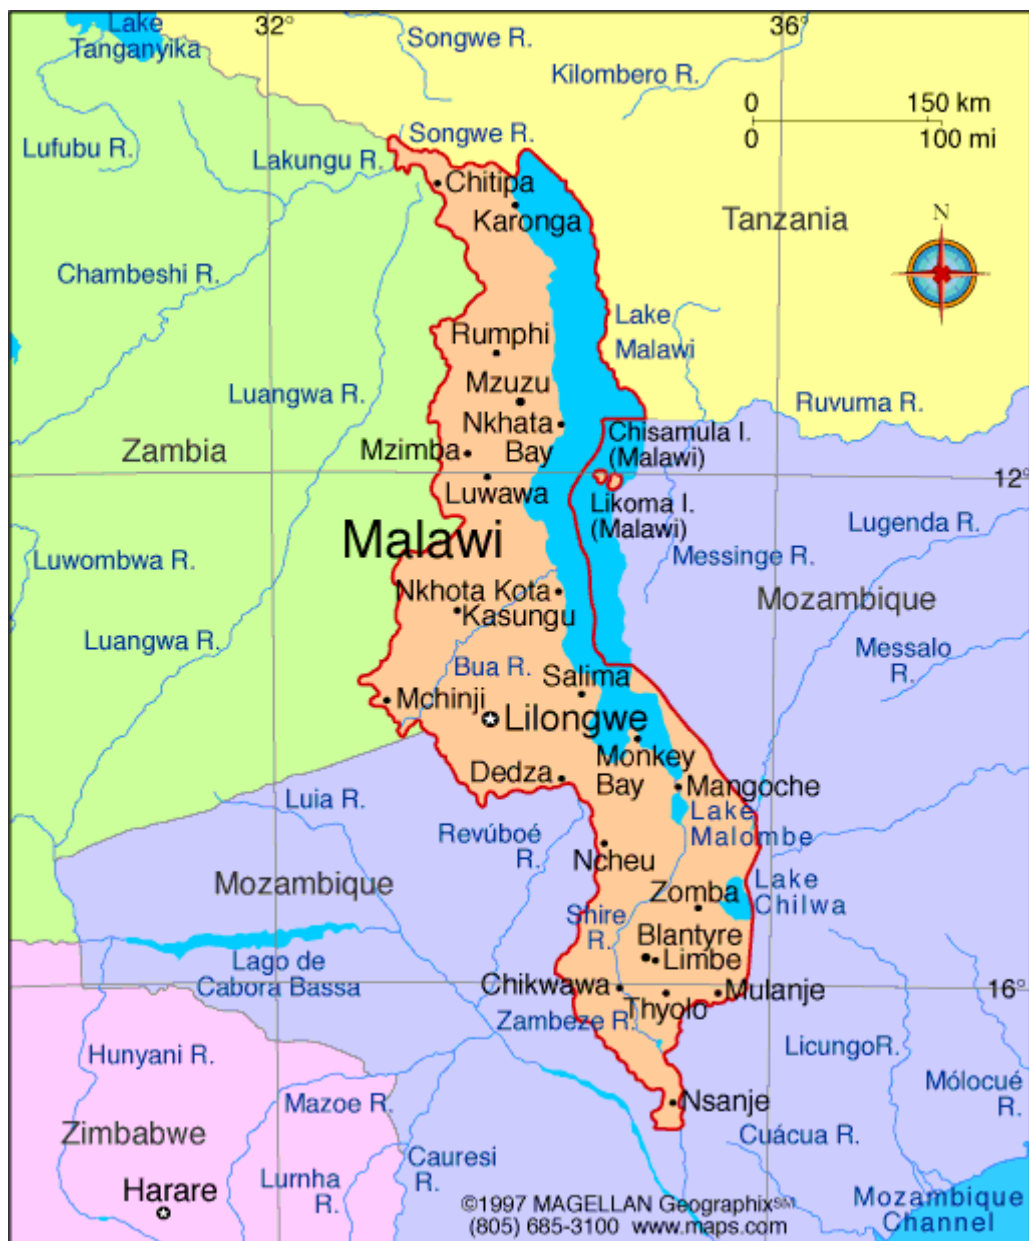 Lake
Tanganyika
32°
36°
Songwe R.
Kilombero R.
0
150 km
0
100 mi
Lufubu R.
Songwe R.
Lakungu R.
Chitipa
Karonga
Tanzania
N
Chambeshi R.
Lake
Malawi
Rumphi
Mzuzu
Luangwa R.
Ruvuma R.
Nkhata
Bay
Chisamula I.
(Malawi)
Zambia
Mzimba
12°
Luwawa
Likoma I.
(Malawi)
Lugenda R.
Malawi
Luwombwa R.
Messinge R.
Nkhota Kota
Mozambique
Kasungu
Luangwa R.
Messalo
R.
Bua R.
Salima
Mchinji
Lilongwe
Monkey
Bay
Dedza
Mangoche
Luia R.
Lake
Malombe
Revúboé
R.
Ncheu
Mozambique
Zomba
Lake
Chilwa
Shire
R.
Blantyre
Limbe
Lago de
Cabora Bassa
Chikwawa
Thyolo
Mulanje
16°
Zambeze R.
Hunyani R.
LicungoR.
Mólocué
R.
Mazoe R.
Nsanje
Zimbabwe
Cuácua R.
Cauresi
R.
Lurnha
R.
Harare
©1997 MAGELLAN Geographix℠
(805) 685-3100 www.maps.com
Mozambique
Channel